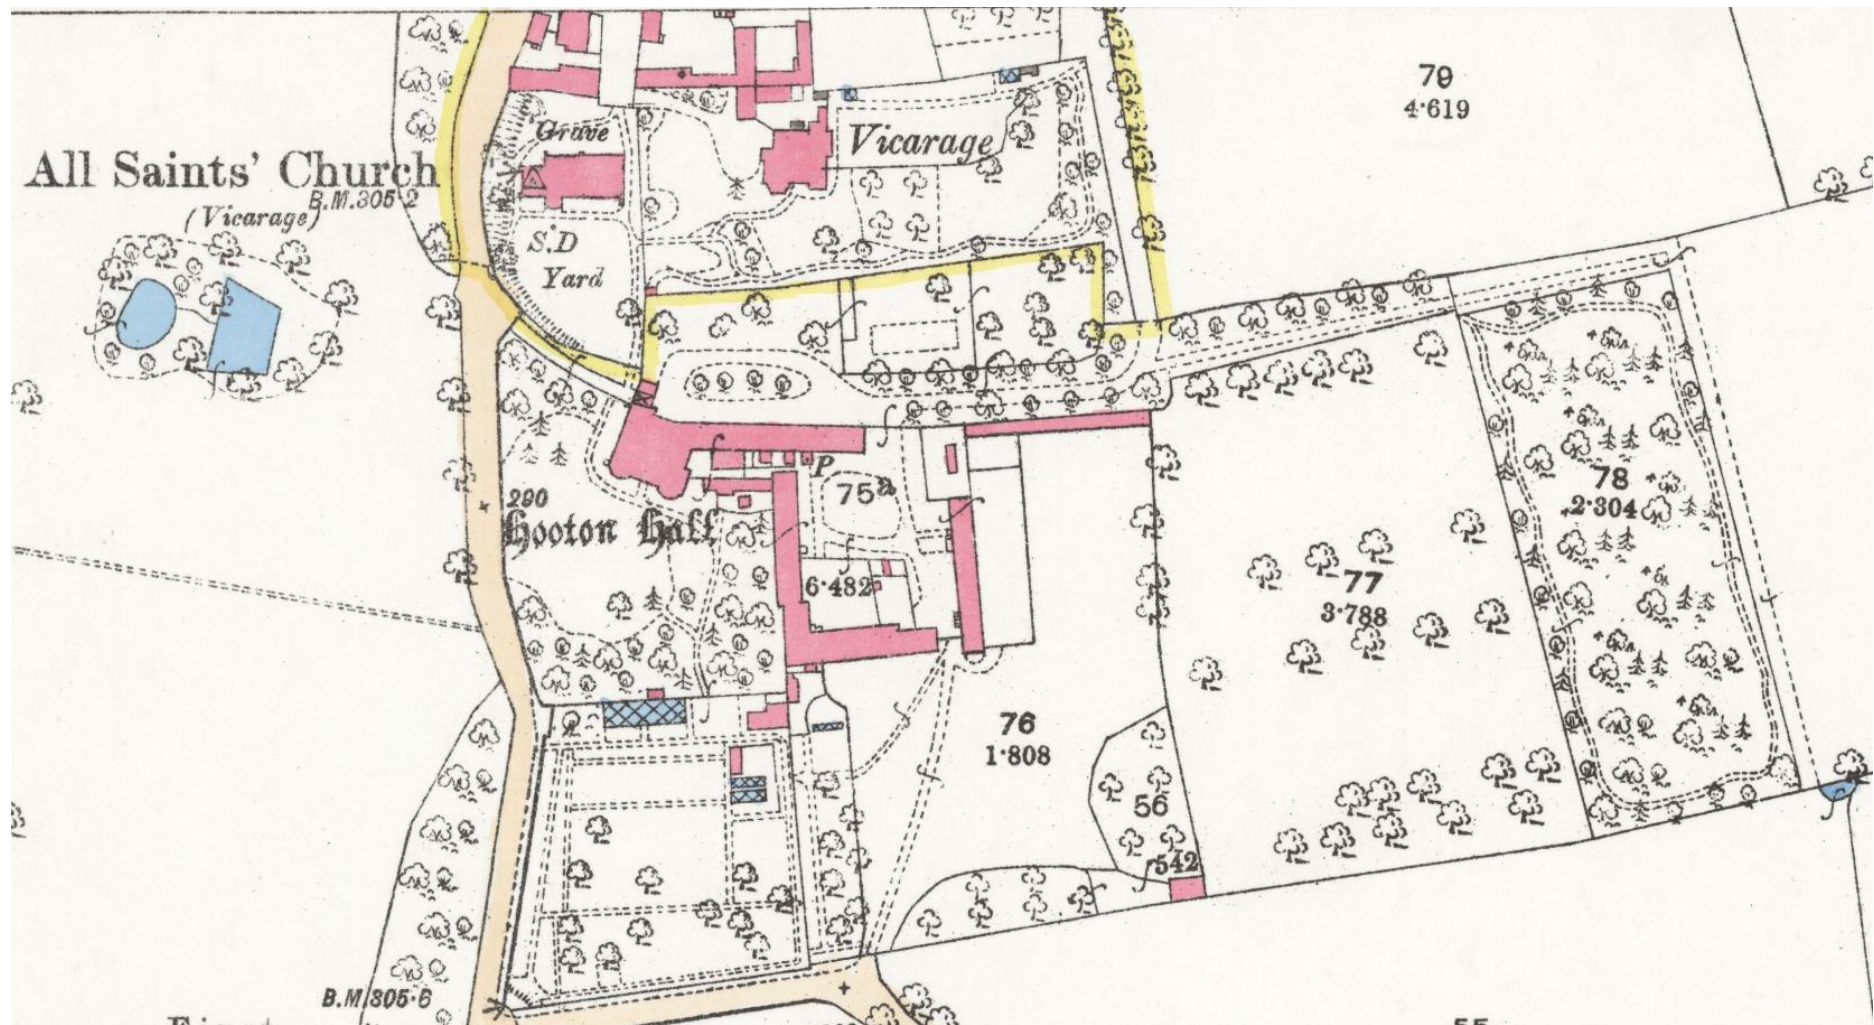 79
4·619
Grave
Vicarage
All Saints' Church
B.M.305·2
(Vicarage)
S.D
Yard
P
75a
78
2·304
290
Hooton Hall
6·482
77
3·788
76
1·808
56
·542
B.M.305·6